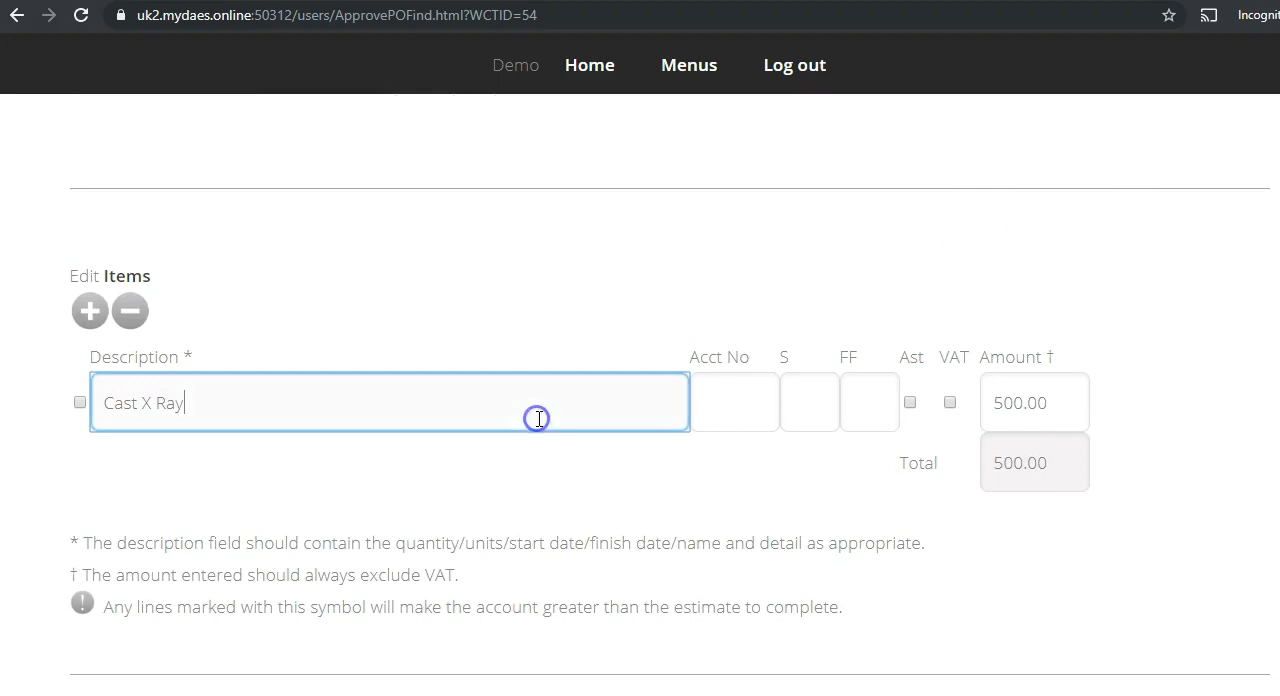 uk2.mydaes.online:50312/users/ApprovePOFind.html?WCTID=54
Demo Home Menus Log out
Edit Items
Description * Acct No S FF Ast VAT Amount †
Cast X Ray 500.00
Total 500.00
* The description field should contain the quantity/units/start date/finish date/name and detail as appropriate.
† The amount entered should always exclude VAT.
! Any lines marked with this symbol will make the account greater than the estimate to complete.